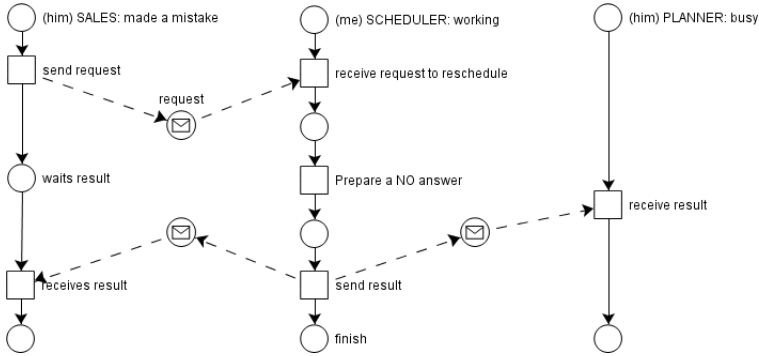 (him) SALES: made a mistake
(me) SCHEDULER: working
(him) PLANNER: busy
send request
receive request to reschedule
request
waits result
Prepare a NO answer
receive result
receives result
send result
finish